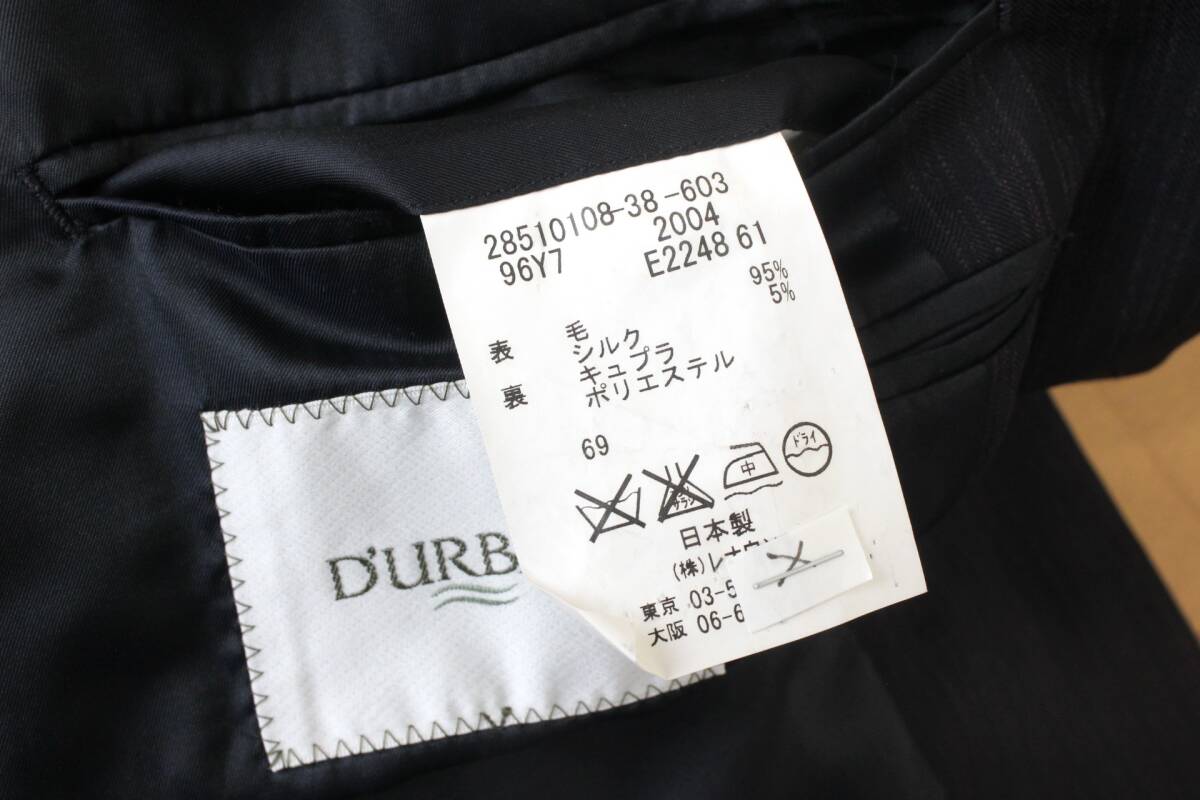 28510108-38-603
2004
96Y7 E2248 61
95%
5%
表 毛
シルク
裏 キュプラ
ポリエステル
69
中 ドライ
日本製
(株)
東京 03-5
大阪 06-6
D'URB